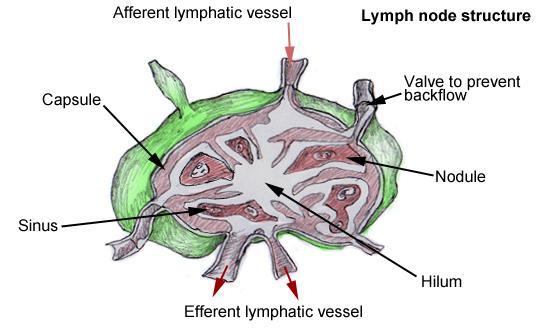 Afferent lymphatic vessel
Lymph node structure
Valve to prevent
backflow
Capsule
Nodule
Sinus
Hilum
Efferent lymphatic vessel